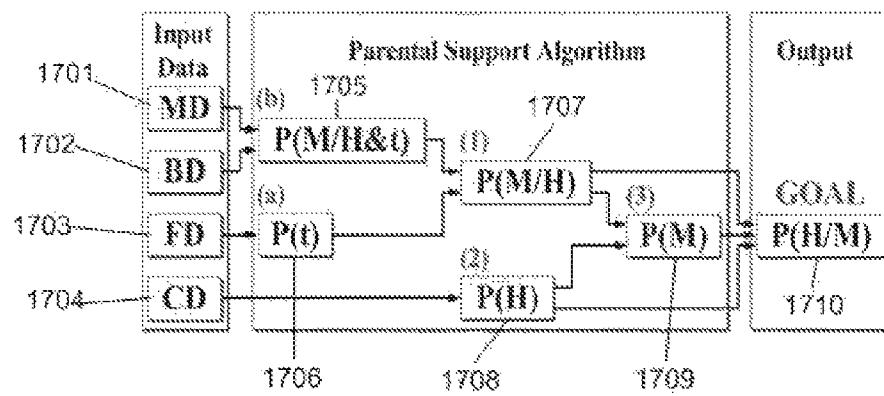 Input
Data
Parental Support Algorithm
Output
1701
1702
1703
1704
MD
BD
FD
CD
(b)
1705
P(M/H&t)
(a)
P(t)
1706
(1)
1707
P(M/H)
(2)
P(H)
1708
(3)
P(M)
1709
GOAL
P(H/M)
1710